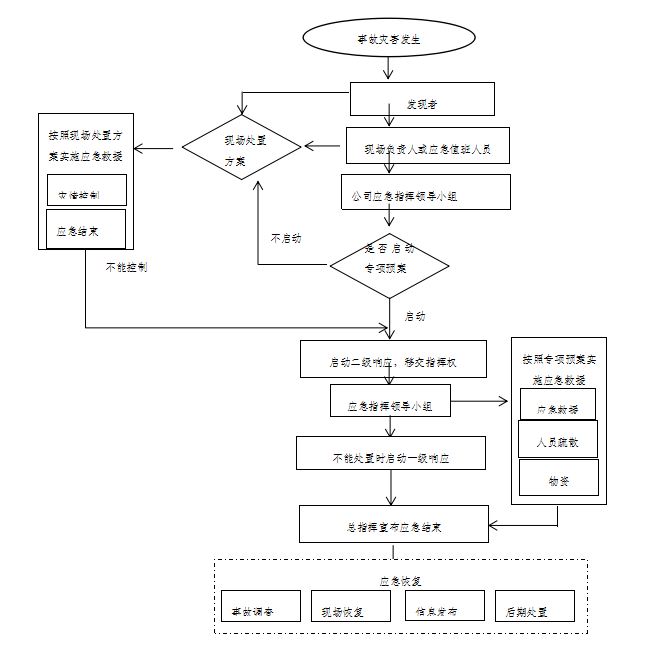 事故灾害发生
发现者
现场处置
方案
按照现场处置方
案实施应急救援
灾情控制
应急结束
现场负责人或应急值班人员
公司应急指挥领导小组
不启动
是否启动
专项预案
不能控制
启动
启动二级响应，移交指挥权
应急指挥领导小组
按照专项预案实
施应急救援
应急救援
人员疏散
物资
不能处置时启动一级响应
总指挥宣布应急结束
应急恢复
事故调查
现场恢复
信息发布
后期处置